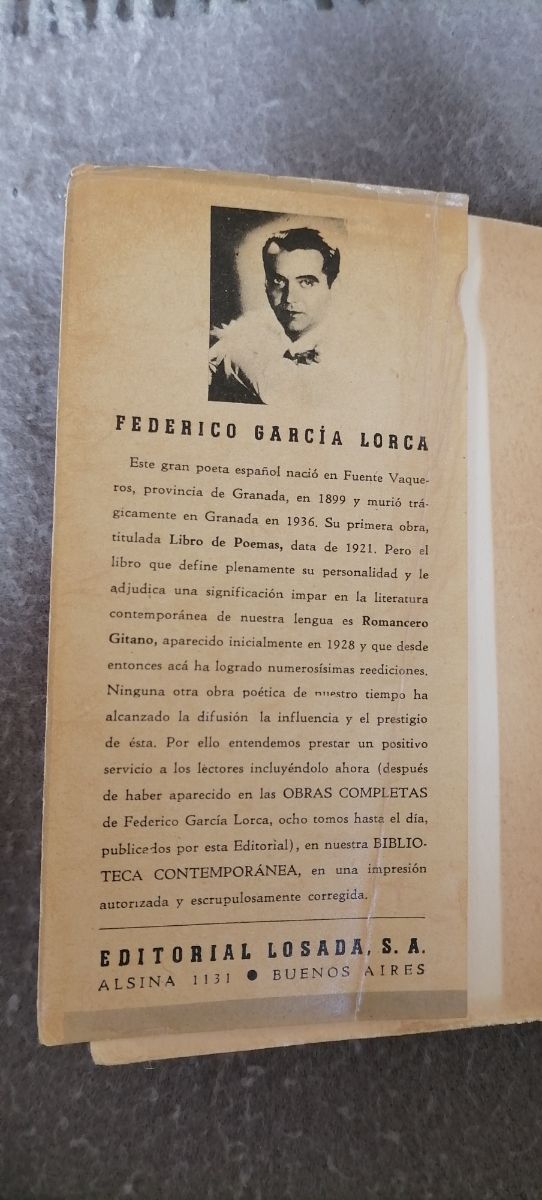 FEDERICO GARCÍA LORCA
Este gran poeta español nació en Fuente Vaque-
ros, provincia de Granada, en 1899 y murió trá-
gicamente en Granada en 1936. Su primera obra,
titulada Libro de Poemas, data de 1921. Pero el
libro que define plenamente su personalidad y le
adjudica una significación impar en la literatura
contemporánea de nuestra lengua es Romancero
Gitano, aparecido inicialmente en 1928 y que desde
entonces acá ha logrado numerosísimas reediciones.
Ninguna otra obra poética de nuestro tiempo ha
alcanzado la difusión la influencia y el prestigio
de ésta. Por ello entendemos prestar un positivo
servicio a los lectores incluyéndolo ahora (después
de haber aparecido en las OBRAS COMPLETAS
de Federico García Lorca, ocho tomos hasta el día,
publicados por esta Editorial), en nuestra BIBLIO-
TECA CONTEMPORÁNEA, en una impresión
autorizada y escrupulosamente corregida.
EDITORIAL LOSADA, S. A.
ALSINA 1131 ● BUENOS AIRES